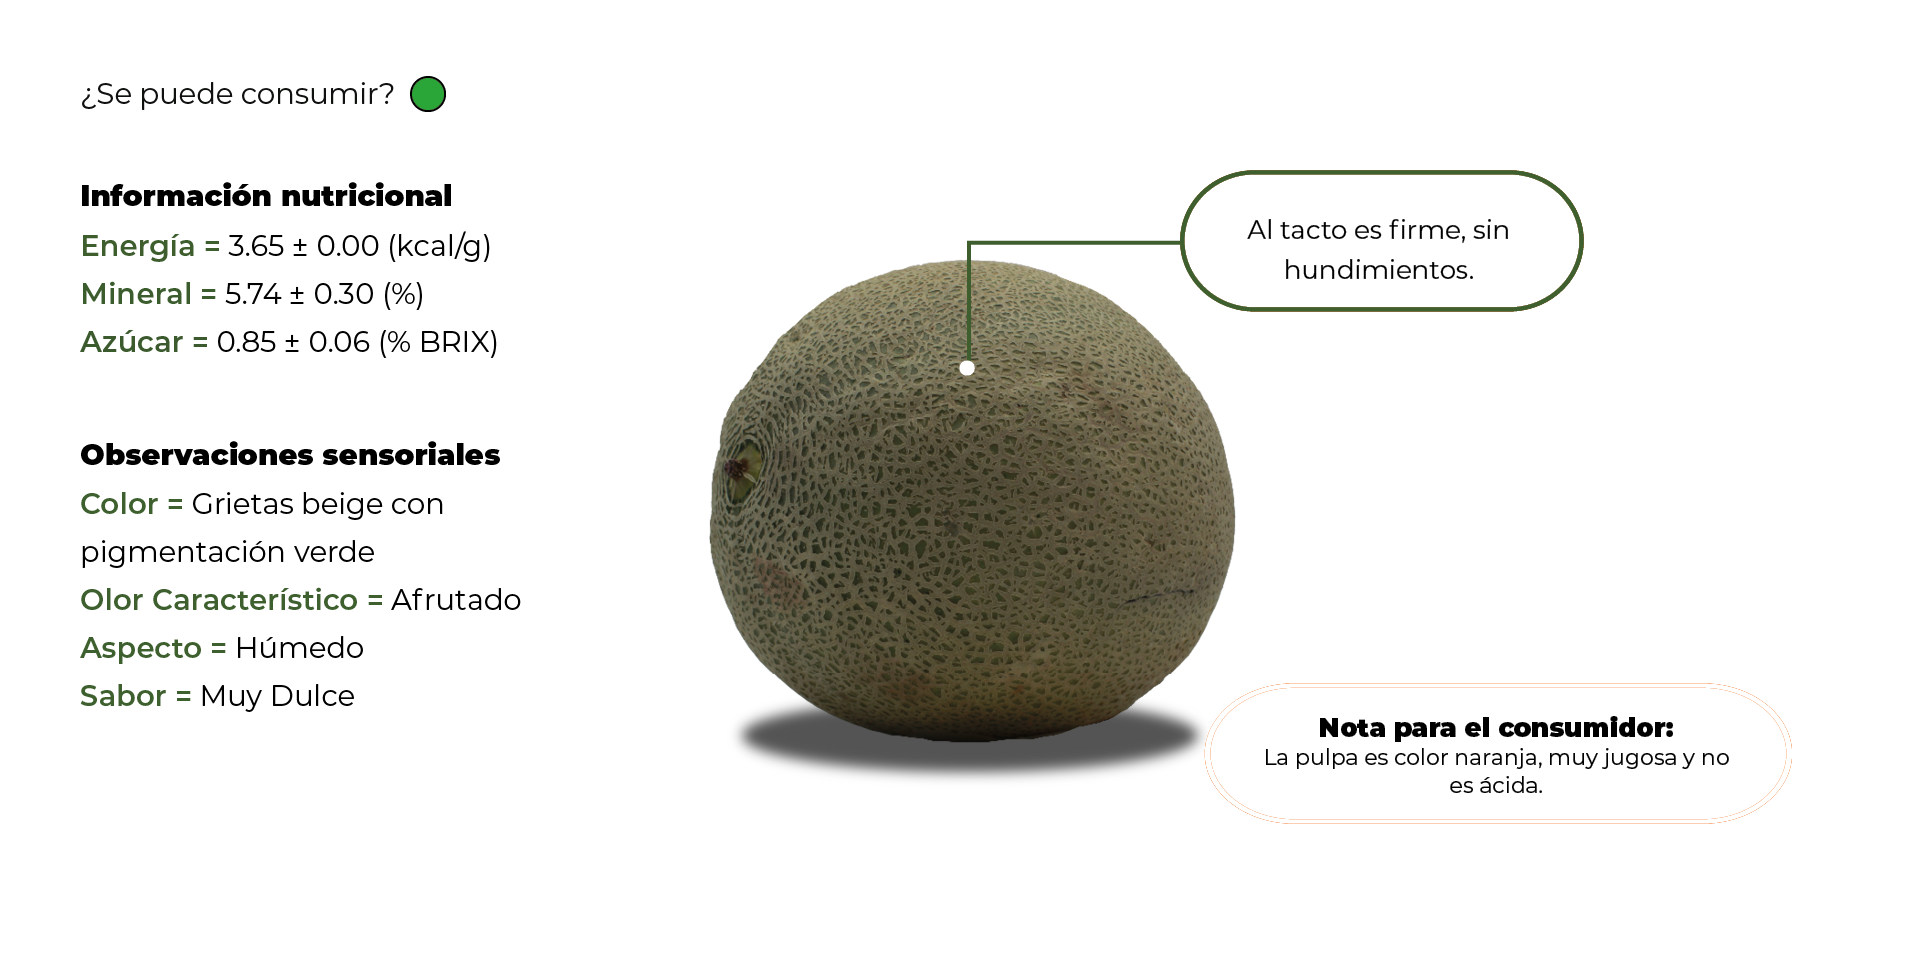 ¿Se puede consumir?
Información nutricional
Energía = 3.65 ± 0.00 (kcal/g)
Mineral = 5.74 ± 0.30 (%)
Azúcar = 0.85 ± 0.06 (% BRIX)
Observaciones sensoriales
Color = Grietas beige con
pigmentación verde
Olor Característico = Afrutado
Aspecto = Húmedo
Sabor = Muy Dulce
Al tacto es firme, sin
hundimientos.
Nota para el consumidor:
La pulpa es color naranja, muy jugosa y no
es ácida.